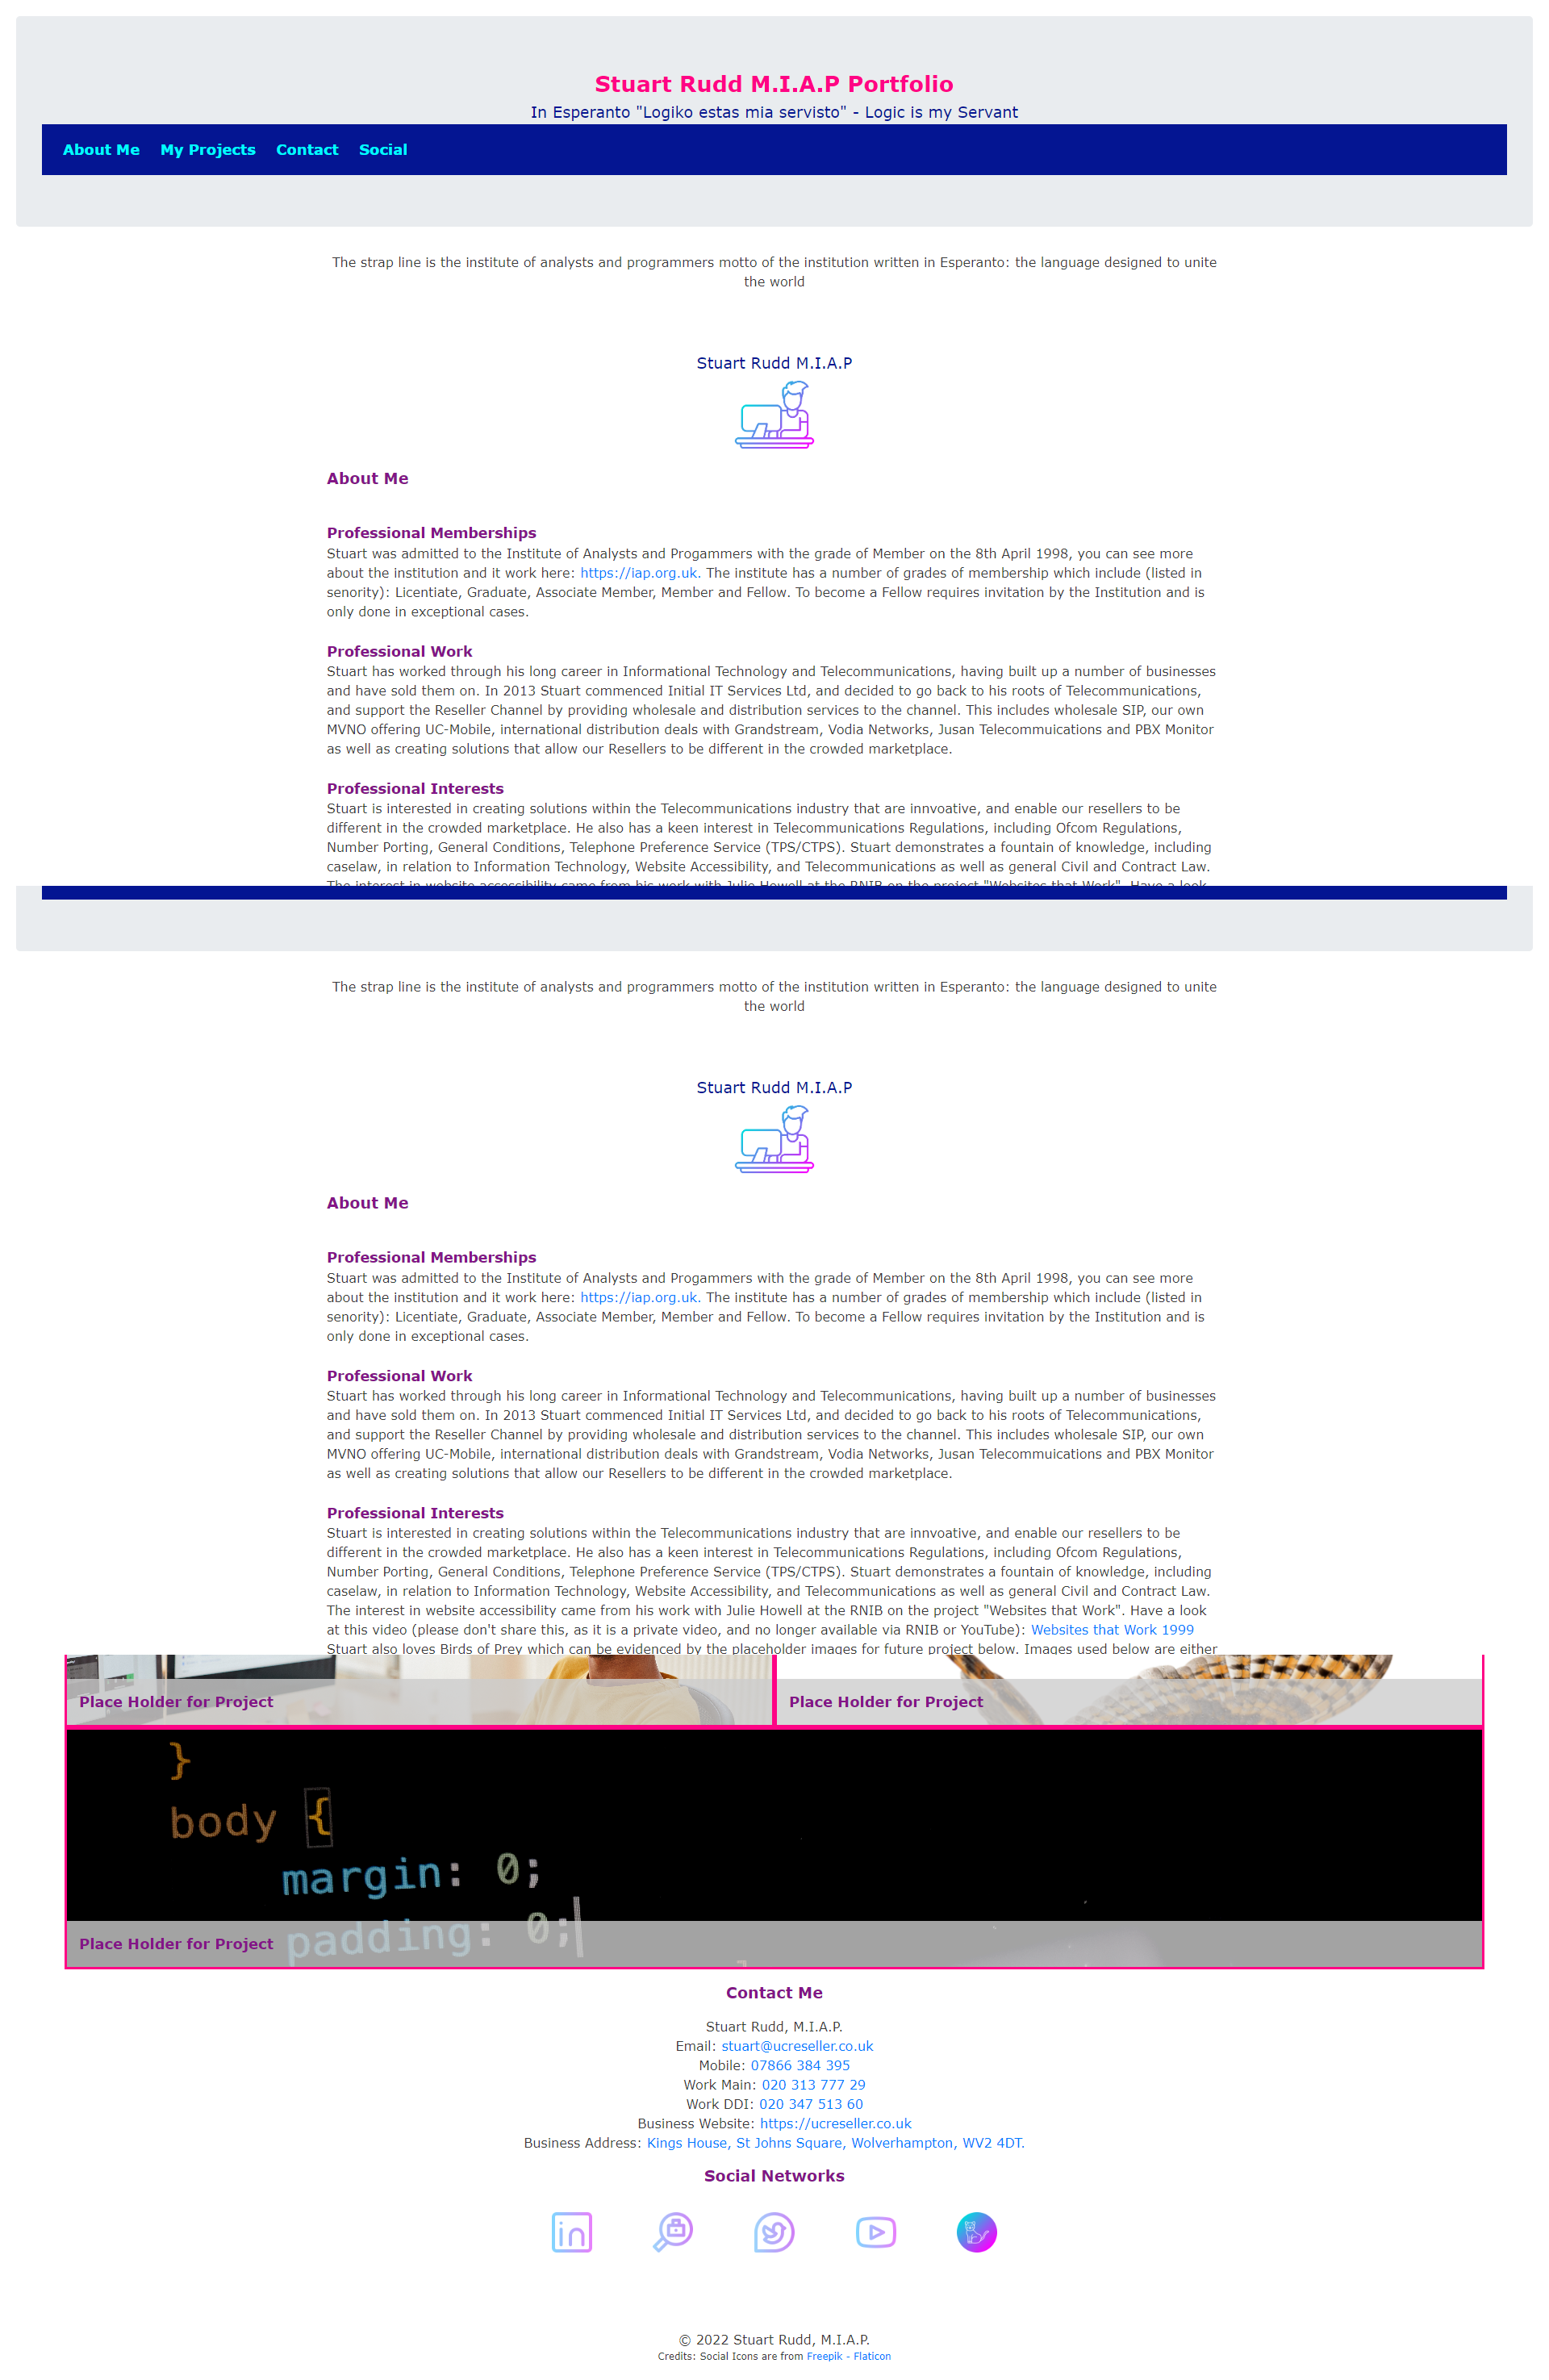 Stuart Rudd M.I.A.P Portfolio
In Esperanto "Logiko estas mia servisto" - Logic is my Servant
About Me My Projects Contact Social
The strap line is the institute of analysts and programmers motto of the institution written in Esperanto: the language designed to unite
the world
Stuart Rudd M.I.A.P
About Me
Professional Memberships
Stuart was admitted to the Institute of Analysts and Progammers with the grade of Member on the 8th April 1998, you can see more
about the institution and it work here: https://iap.org.uk. The institute has a number of grades of membership which include (listed in
senority): Licentiate, Graduate, Associate Member, Member and Fellow. To become a Fellow requires invitation by the Institution and is
only done in exceptional cases.
Professional Work
Stuart has worked through his long career in Informational Technology and Telecommunications, having built up a number of businesses
and have sold them on. In 2013 Stuart commenced Initial IT Services Ltd, and decided to go back to his roots of Telecommunications,
and support the Reseller Channel by providing wholesale and distribution services to the channel. This includes wholesale SIP, our own
MVNO offering UC-Mobile, international distribution deals with Grandstream, Vodia Networks, Jusan Telecommuications and PBX Monitor
as well as creating solutions that allow our Resellers to be different in the crowded marketplace.
Professional Interests
Stuart is interested in creating solutions within the Telecommunications industry that are innvoative, and enable our resellers to be
different in the crowded marketplace. He also has a keen interest in Telecommunications Regulations, including Ofcom Regulations,
Number Porting, General Conditions, Telephone Preference Service (TPS/CTPS). Stuart demonstrates a fountain of knowledge, including
caselaw, in relation to Information Technology, Website Accessibility, and Telecommunications as well as general Civil and Contract Law.
The interest in website accessibility came from his work with Julie Howell at the RNIB on the project "Websites that Work". Have a look
The strap line is the institute of analysts and programmers motto of the institution written in Esperanto: the language designed to unite
the world
Stuart Rudd M.I.A.P
About Me
Professional Memberships
Stuart was admitted to the Institute of Analysts and Progammers with the grade of Member on the 8th April 1998, you can see more
about the institution and it work here: https://iap.org.uk. The institute has a number of grades of membership which include (listed in
senority): Licentiate, Graduate, Associate Member, Member and Fellow. To become a Fellow requires invitation by the Institution and is
only done in exceptional cases.
Professional Work
Stuart has worked through his long career in Informational Technology and Telecommunications, having built up a number of businesses
and have sold them on. In 2013 Stuart commenced Initial IT Services Ltd, and decided to go back to his roots of Telecommunications,
and support the Reseller Channel by providing wholesale and distribution services to the channel. This includes wholesale SIP, our own
MVNO offering UC-Mobile, international distribution deals with Grandstream, Vodia Networks, Jusan Telecommuications and PBX Monitor
as well as creating solutions that allow our Resellers to be different in the crowded marketplace.
Professional Interests
Stuart is interested in creating solutions within the Telecommunications industry that are innvoative, and enable our resellers to be
different in the crowded marketplace. He also has a keen interest in Telecommunications Regulations, including Ofcom Regulations,
Number Porting, General Conditions, Telephone Preference Service (TPS/CTPS). Stuart demonstrates a fountain of knowledge, including
caselaw, in relation to Information Technology, Website Accessibility, and Telecommunications as well as general Civil and Contract Law.
The interest in website accessibility came from his work with Julie Howell at the RNIB on the project "Websites that Work". Have a look
at this video (please don't share this, as it is a private video, and no longer available via RNIB or YouTube): Websites that Work 1999
Stuart also loves Birds of Prey which can be evidenced by the placeholder images for future project below. Images used below are either
Place Holder for Project
Place Holder for Project
}
body {
margin: 0;
padding: 0;
Place Holder for Project
Contact Me
Stuart Rudd, M.I.A.P.
Email: stuart@ucreseller.co.uk
Mobile: 07866 384 395
Work Main: 020 313 777 29
Work DDI: 020 347 513 60
Business Website: https://ucreseller.co.uk
Business Address: Kings House, St Johns Square, Wolverhampton, WV2 4DT.
Social Networks
in
© 2022 Stuart Rudd, M.I.A.P.
Credits: Social Icons are from Freepik - Flaticon